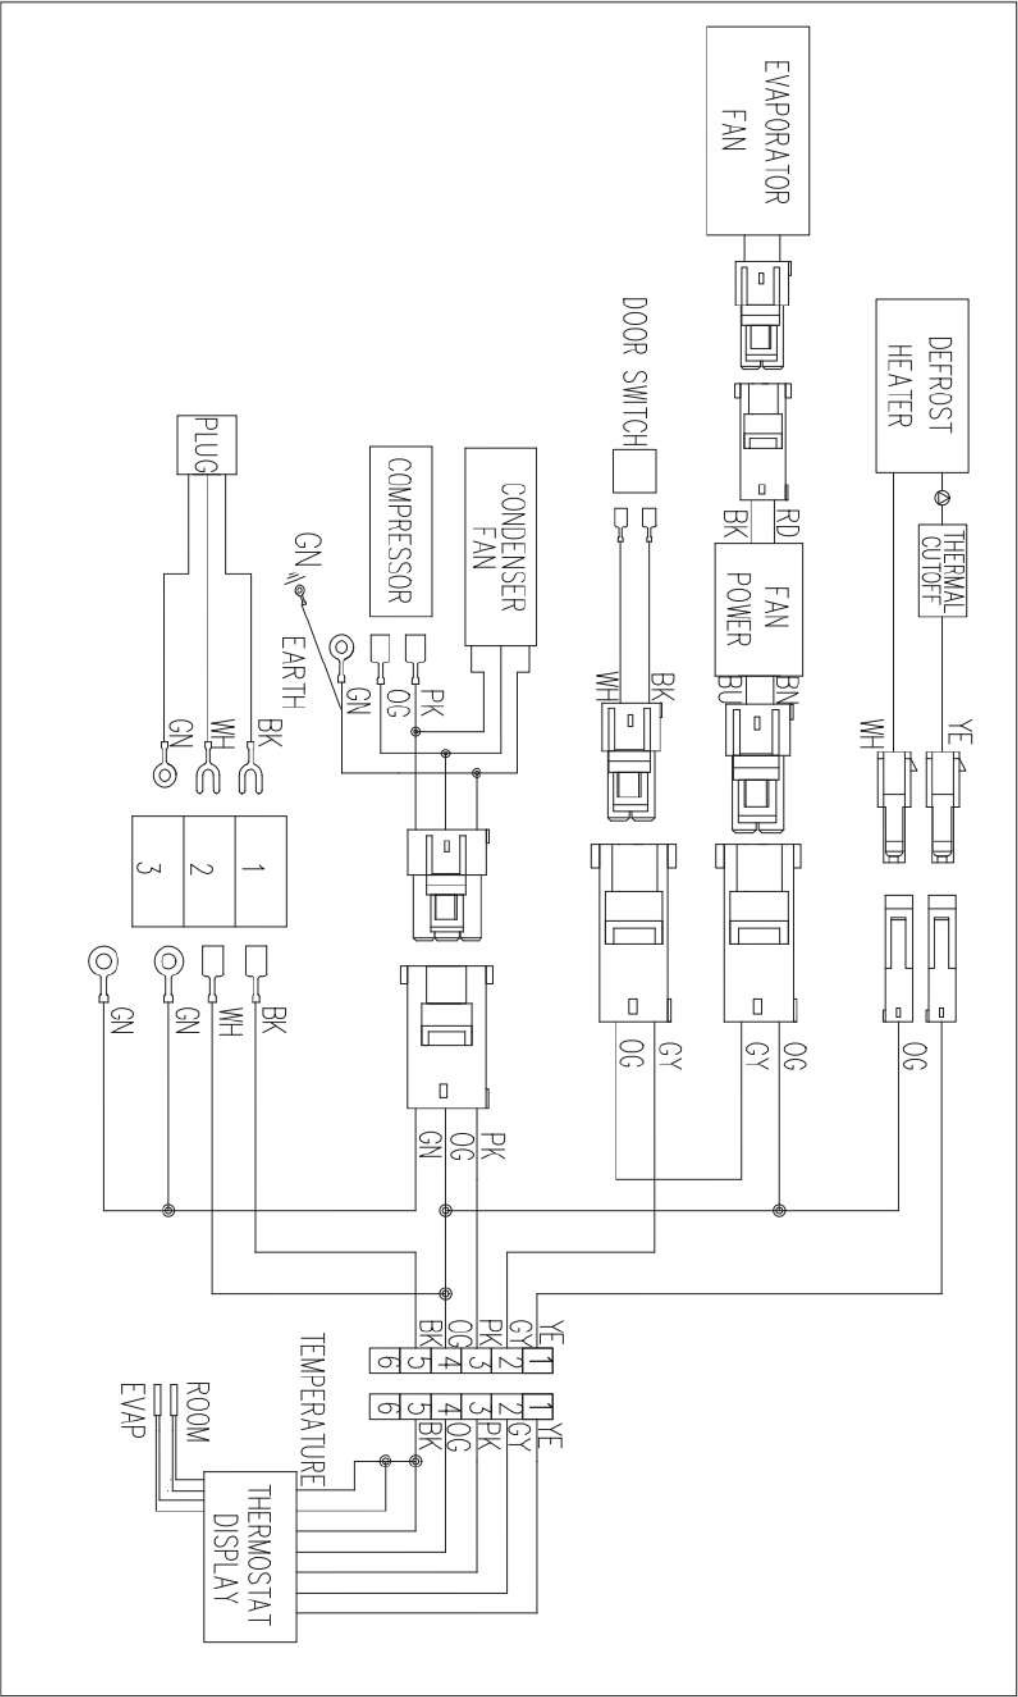 EVAPORATOR
FAN
DEFROST
HEATER
THERMAL
CUTOFF
RD
BK
FAN
POWER
BN
BU
YE
WH
DOOR SWITCH
BK
WH
CONDENSER
FAN
COMPRESSOR
PK
OG
GN
GN
EARTH
PLUG
BK
WH
GN
1
2
3
OG
OG
GY
GY
OG
PK
OG
GN
BK
WH
GN
GN
YE
GY
PK
OG
BK
1
2
3
4
5
6
1
2
3
4
5
6
YE
GY
PK
OG
BK
TEMPERATURE
ROOM
EVAP
THERMOSTAT
DISPLAY